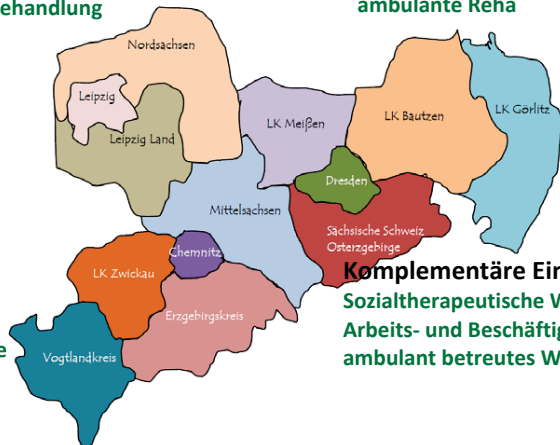 ehandlung
ambulante Reha
Nordsachsen
Leipzig
Leipzig Land
LK Meißen
LK Bautzen
LK Görlitz
Dresden
Mittelsachsen
Sächsische Schweiz
Osterzgebirge
Chemnitz
LK Zwickau
Erzgebirgskreis
Vogtlandkreis
e
Komplementäre Ein
Sozialtherapeutische W
Arbeits- und Beschäftig
ambulant betreutes W